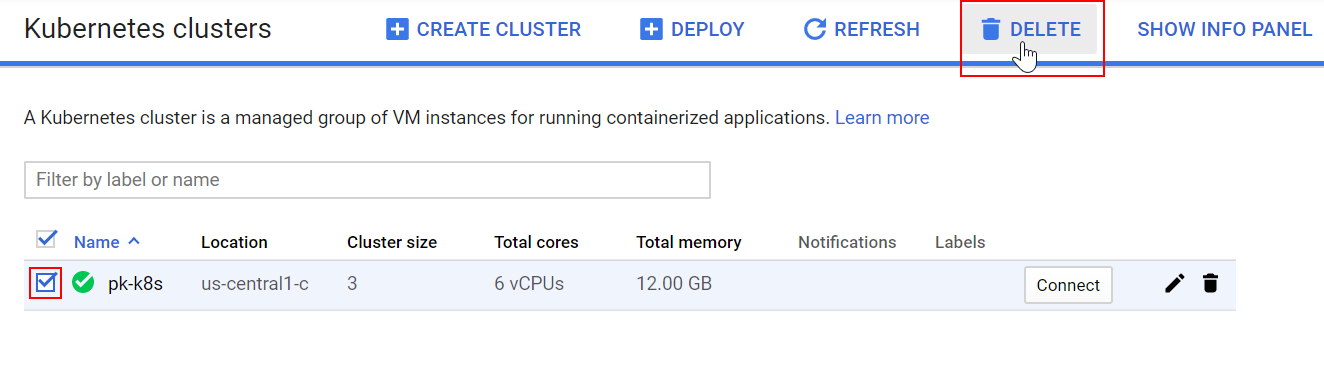 Kubernetes clusters CREATE CLUSTER DEPLOY REFRESH DELETE SHOW INFO PANEL
A Kubernetes cluster is a managed group of VM instances for running containerized applications. Learn more
Filter by label or name
Name Location Cluster size Total cores Total memory Notifications Labels
pk-k8s us-central1-c 3 6 vCPUs 12.00 GB Connect